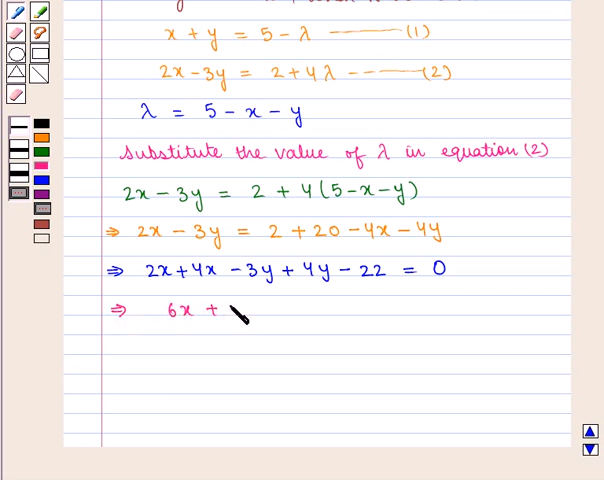 x + y = 5 - λ ——— (1)
2x - 3y = 2 + 4λ ——— (2)
λ = 5 - x - y
substitute the value of λ in equation (2)
2x - 3y = 2 + 4(5 - x - y)
⇒ 2x - 3y = 2 + 20 - 4x - 4y
⇒ 2x + 4x - 3y + 4y - 22 = 0
⇒ 6x +